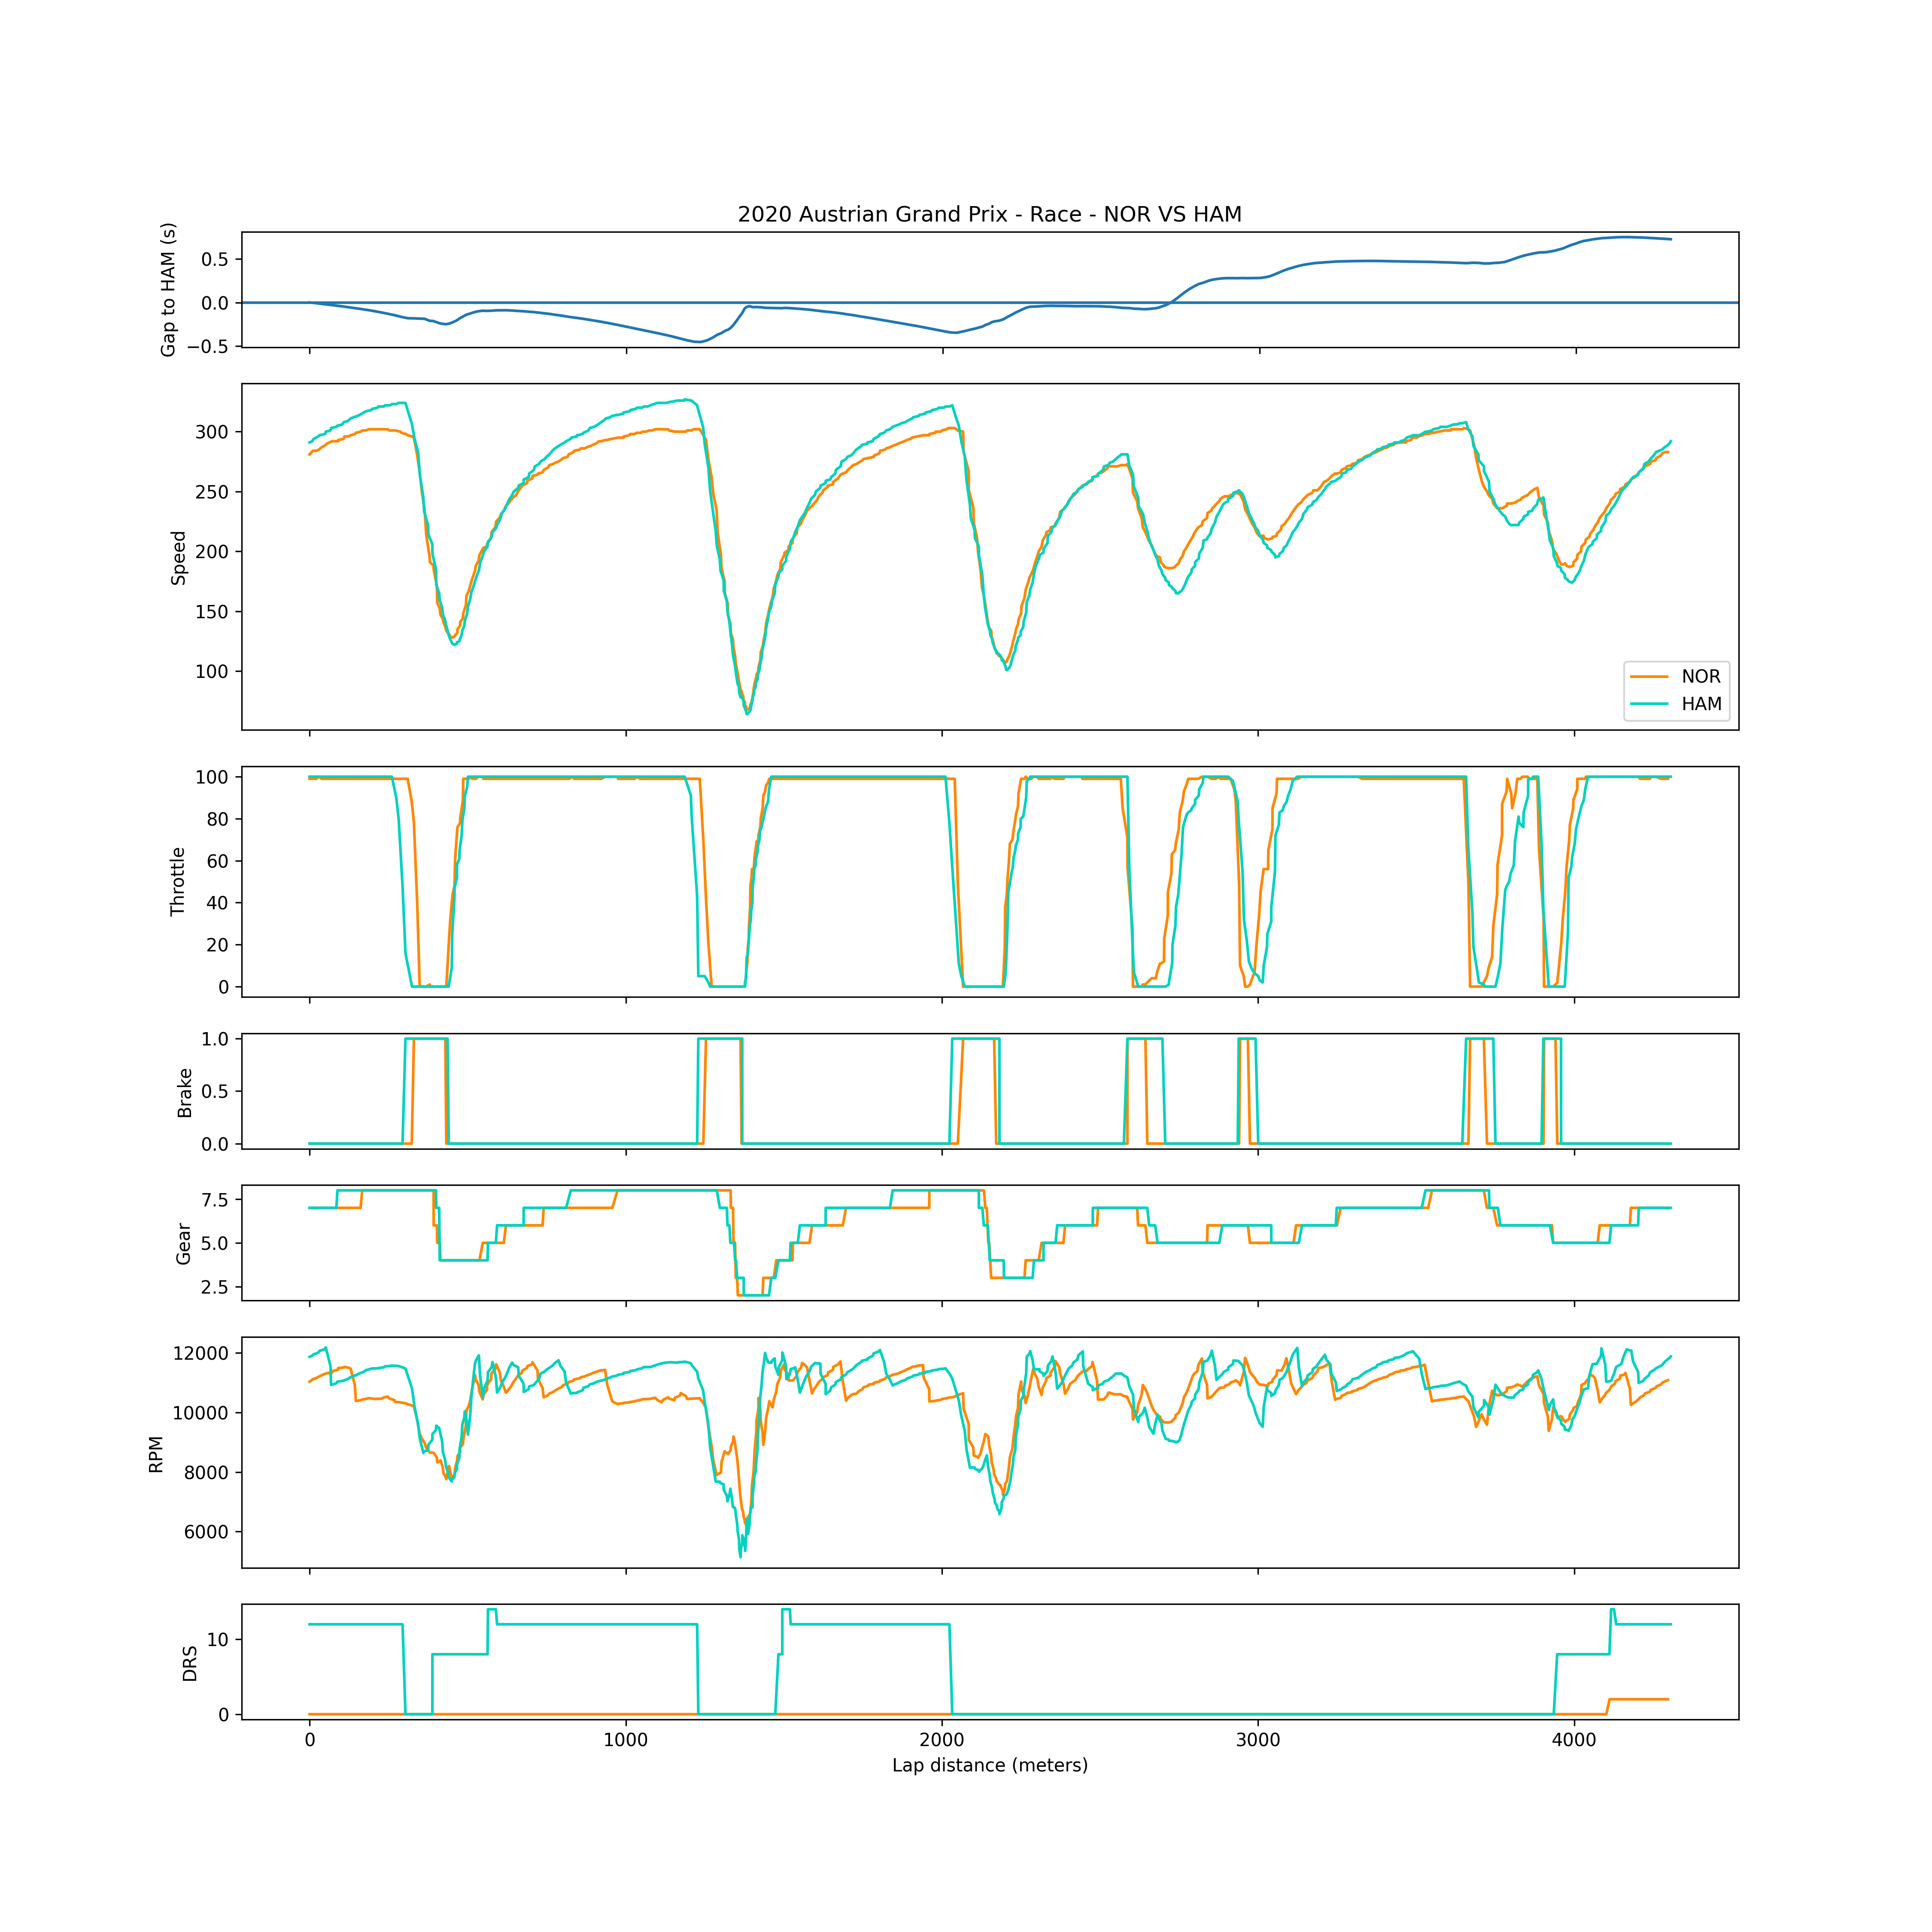 2020 Austrian Grand Prix - Race - NOR VS HAM
Gap to HAM (s)
0.5
0.0
−0.5
Speed
300
250
200
150
100
NOR
HAM
Throttle
100
80
60
40
20
0
Brake
1.0
0.5
0.0
Gear
7.5
5.0
2.5
RPM
12000
10000
8000
6000
DRS
10
0
0 1000 2000 3000 4000
Lap distance (meters)